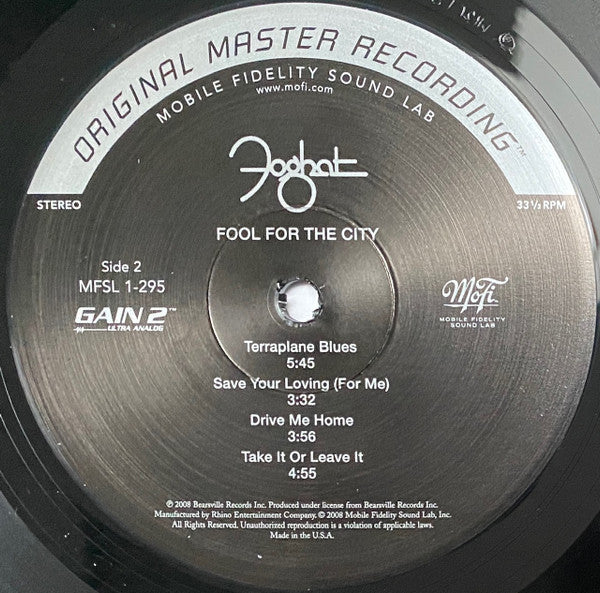 ORIGINAL MASTER RECORDING™
MOBILE FIDELITY SOUND LAB
www.mofi.com
Foghat
STEREO
33 1/3 RPM
FOOL FOR THE CITY
Side 2
MFSL 1-295
GAIN 2™
ULTRA ANALOG
MoFi
MOBILE FIDELITY
SOUND LAB
Terraplane Blues
5:45
Save Your Loving (For Me)
3:32
Drive Me Home
3:56
Take It Or Leave It
4:55
℗ 2008 Bearsville Records Inc. Produced under license from Bearsville Records Inc.
Manufactured by Rhino Entertainment Company. © 2008 Mobile Fidelity Sound Lab, Inc.
All Rights Reserved. Unauthorized reproduction is a violation of applicable laws.
Made in the U.S.A.